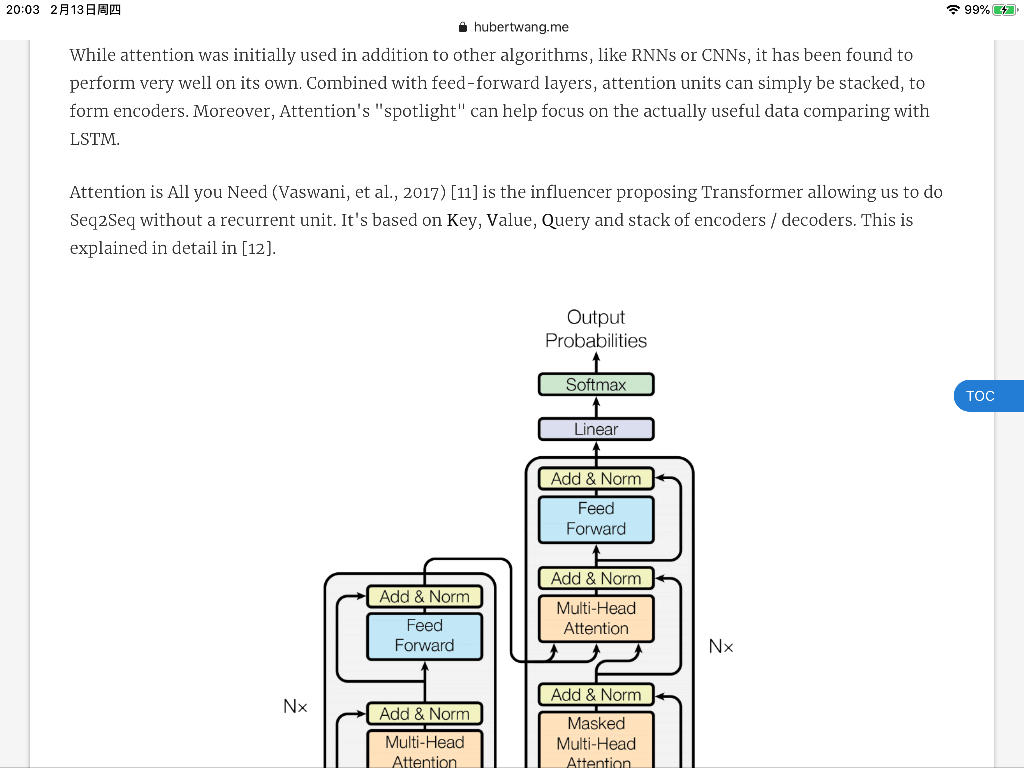 20:03 2月13日周四
99%
hubertwang.me
While attention was initially used in addition to other algorithms, like RNNs or CNNs, it has been found to
perform very well on its own. Combined with feed-forward layers, attention units can simply be stacked, to
form encoders. Moreover, Attention's "spotlight" can help focus on the actually useful data comparing with
LSTM.
Attention is All you Need (Vaswani, et al., 2017) [11] is the influencer proposing Transformer allowing us to do
Seq2Seq without a recurrent unit. It's based on Key, Value, Query and stack of encoders / decoders. This is
explained in detail in [12].
Output
Probabilities
Softmax
TOC
Linear
Add & Norm
Feed
Forward
Add & Norm
Multi-Head
Attention
Nx
Add & Norm
Masked
Multi-Head
Attention
Add & Norm
Feed
Forward
Nx
Add & Norm
Multi-Head
Attention